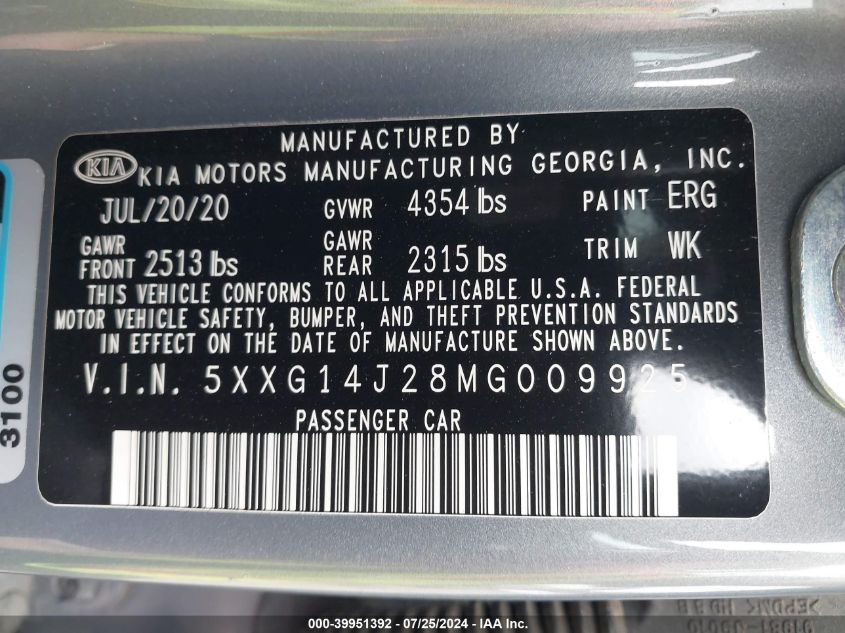 MANUFACTURED BY
KIA KIA MOTORS MANUFACTURING GEORGIA, INC.
JUL/20/20 GVWR 4354 lbs PAINT ERG
GAWR FRONT 2513 lbs GAWR REAR 2315 lbs TRIM WK
THIS VEHICLE CONFORMS TO ALL APPLICABLE U.S.A. FEDERAL
MOTOR VEHICLE SAFETY, BUMPER, AND THEFT PREVENTION STANDARDS
IN EFFECT ON THE DATE OF MANUFACTURE SHOWN ABOVE.
V.I.N. 5XXG14J28MG009925
PASSENGER CAR
3100
000-39951392 - 07/25/2024 - IAA Inc.